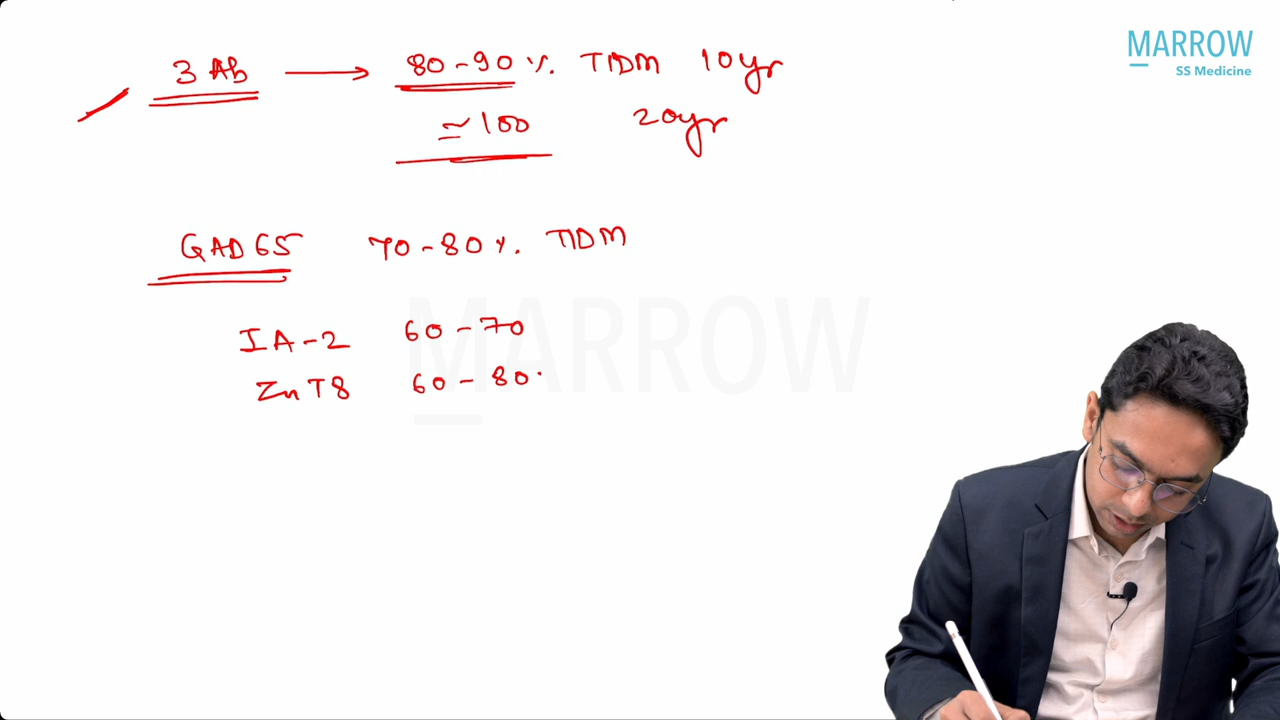 MARROW
SS Medicine
3 Ab → 80-90%. T1DM 10yr
≃100 20yr
GAD65 70-80%. T1DM
MARROW
IA-2 60-70
ZnT8 60-80.